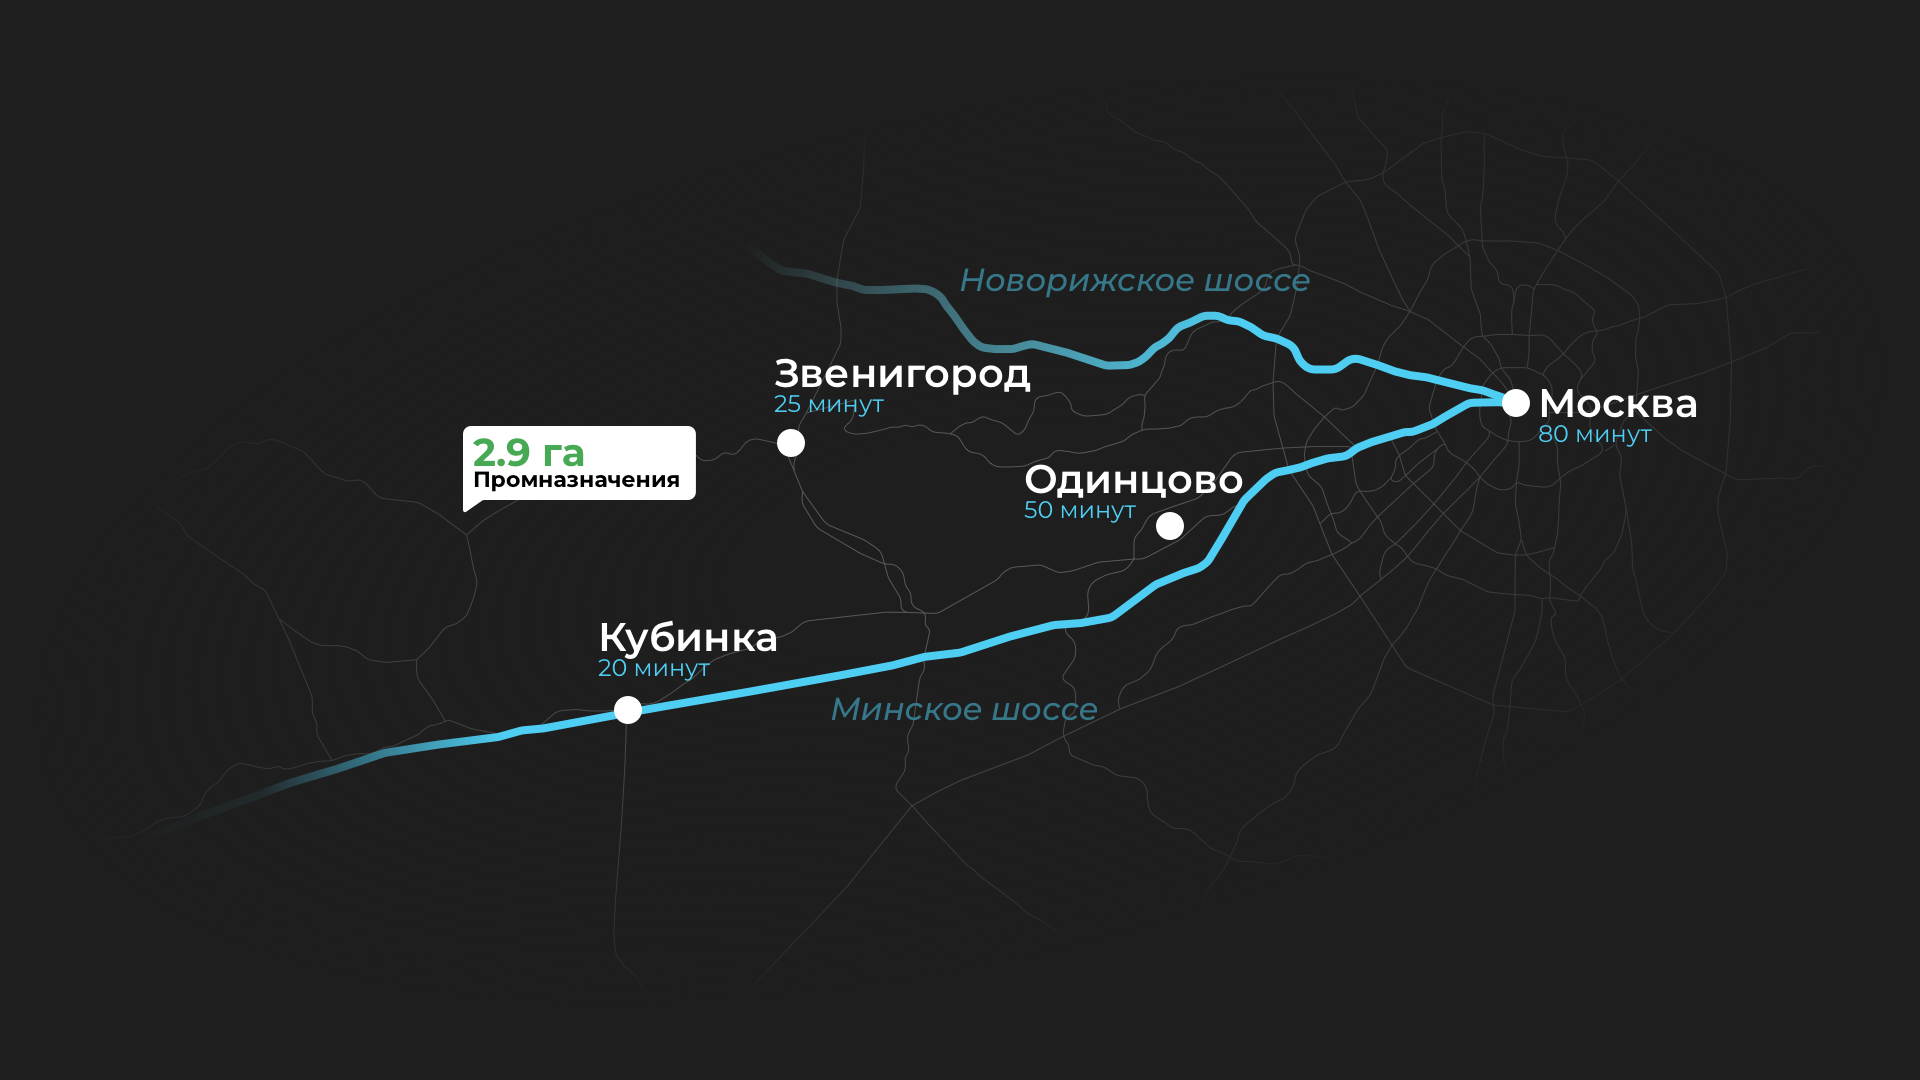 Новорижское шоссе
Звенигород
25 минут
Москва
80 минут
2.9 га
Промназначения
Одинцово
50 минут
Кубинка
20 минут
Минское шоссе